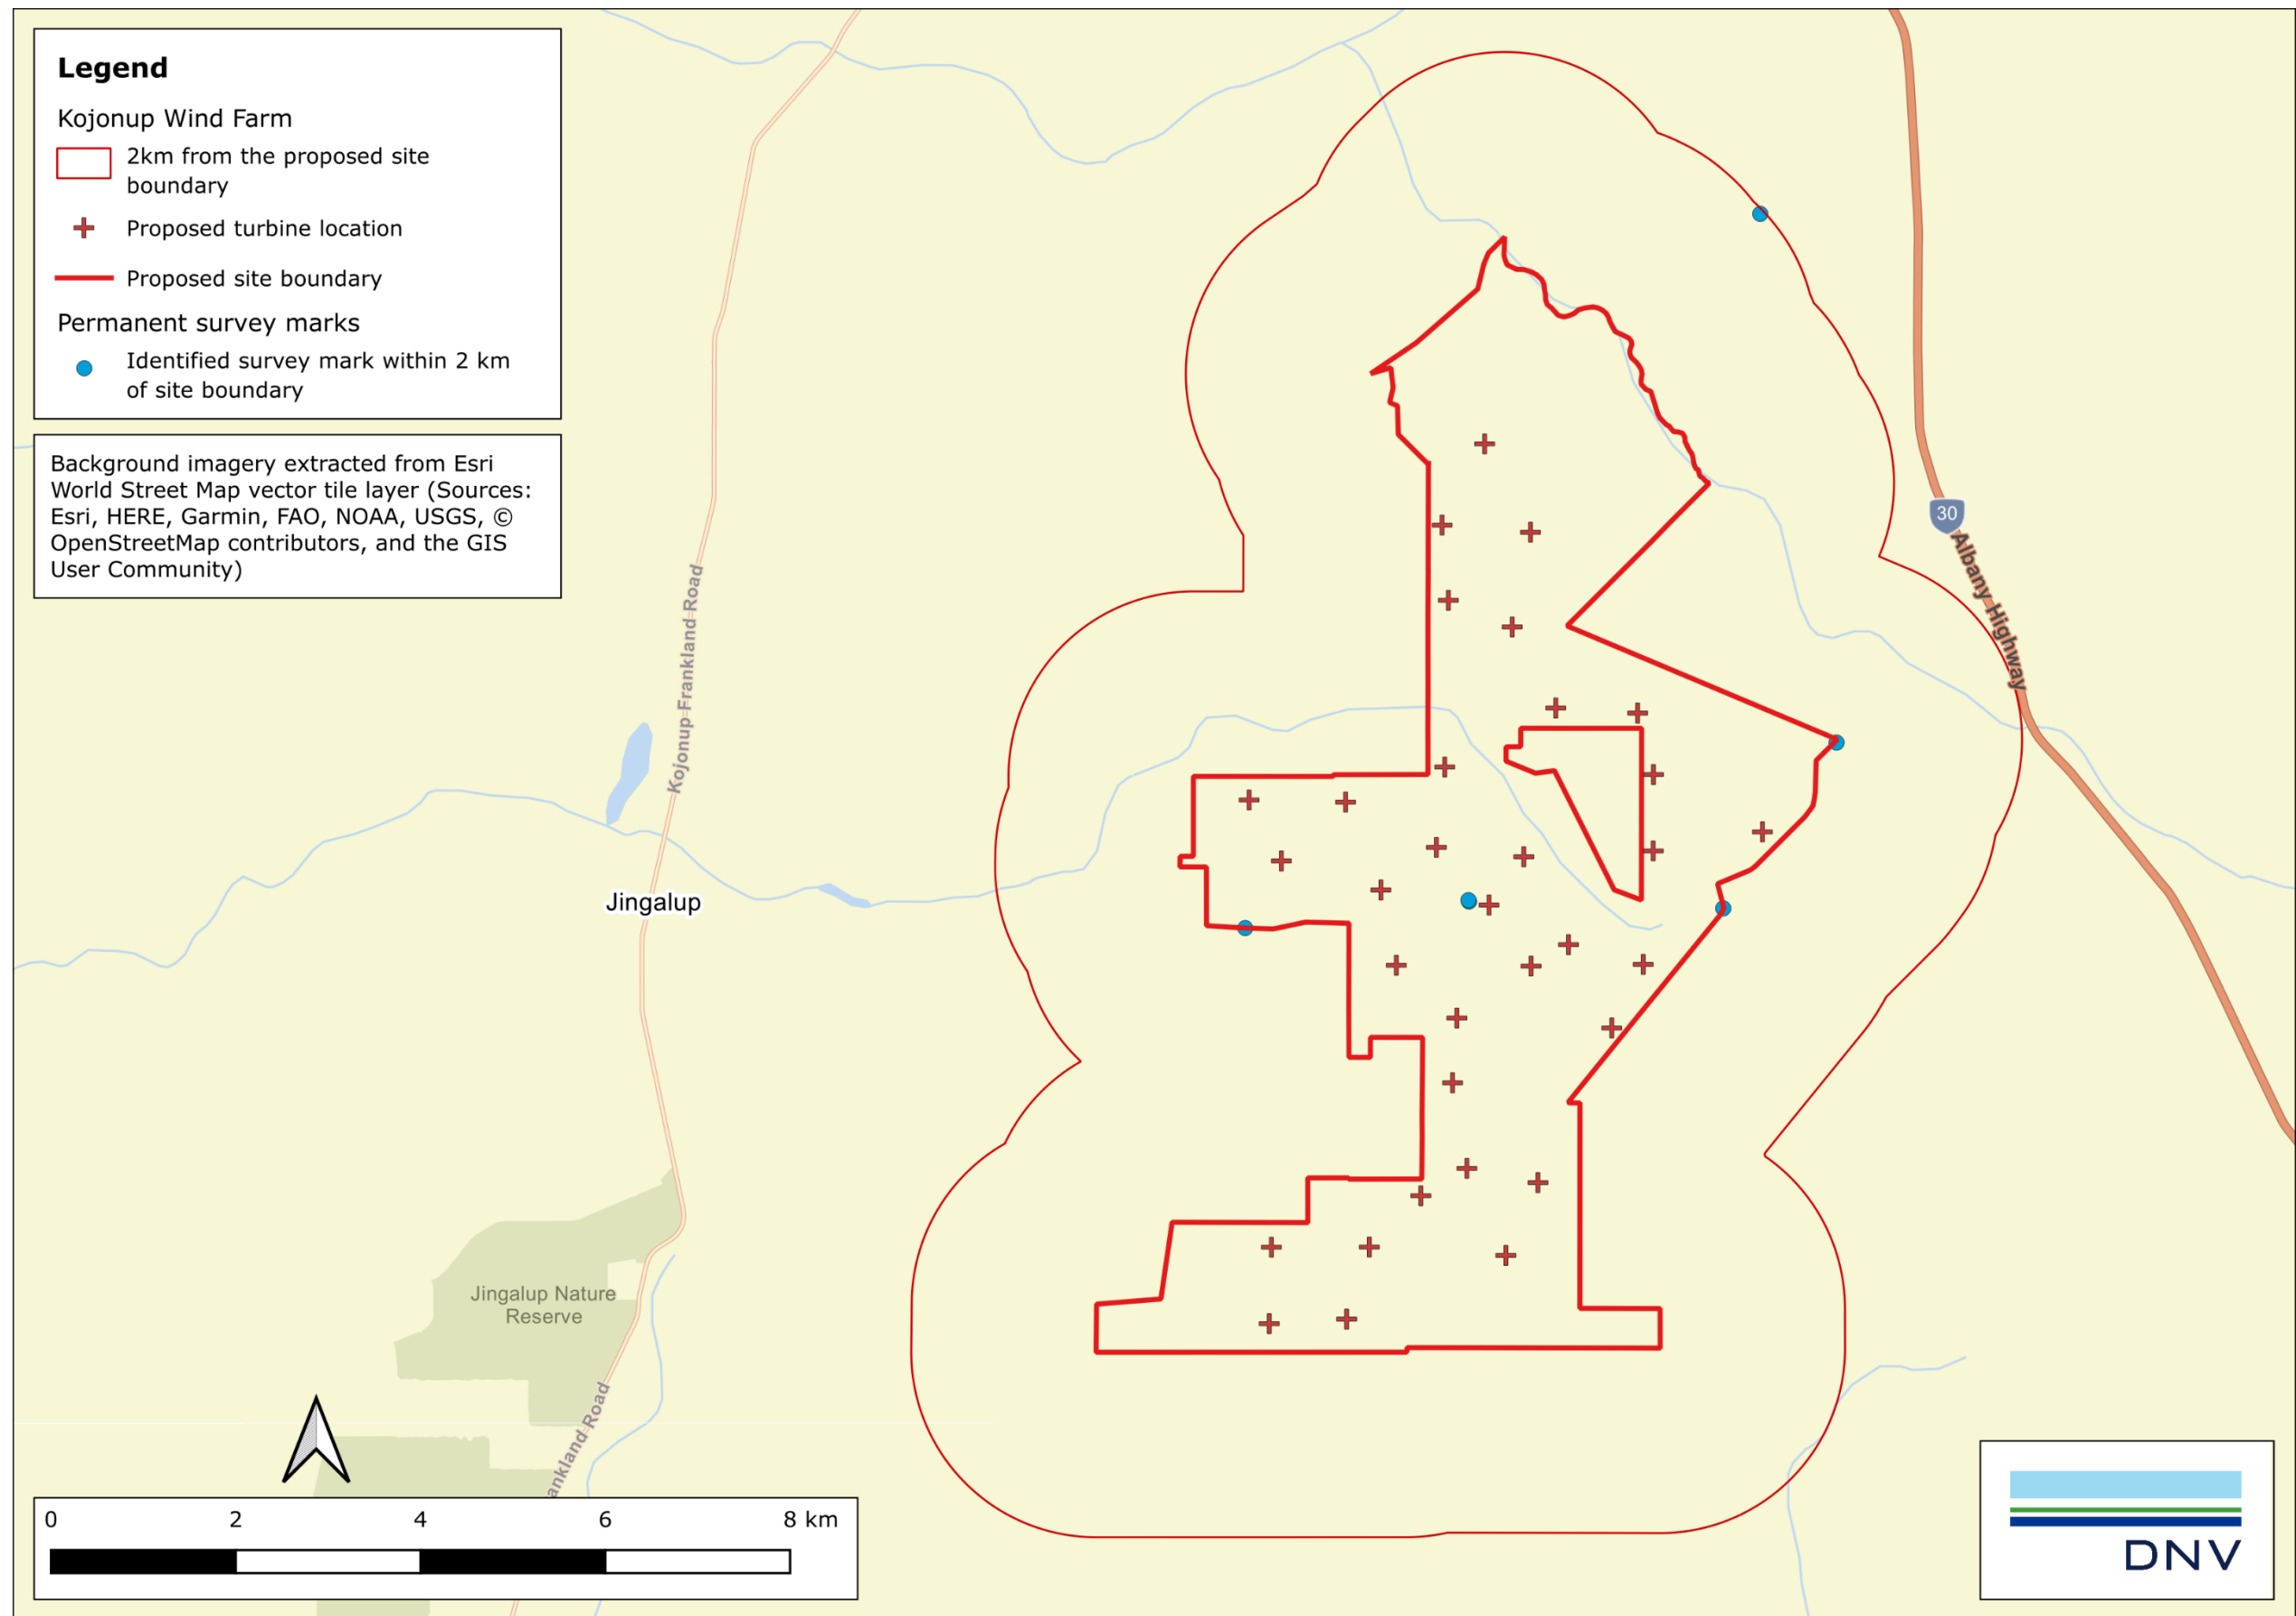 Legend
Kojonup Wind Farm
2km from the proposed site
boundary
Proposed turbine location
Proposed site boundary
Permanent survey marks
Identified survey mark within 2 km
of site boundary
Background imagery extracted from Esri
World Street Map vector tile layer (Sources:
Esri, HERE, Garmin, FAO, NOAA, USGS, ©
OpenStreetMap contributors, and the GIS
User Community)
30
Albany Highway
Kojonup Frankland Road
Jingalup
Jingalup Nature
Reserve
ankland Road
0 2 4 6 8 km
DNV